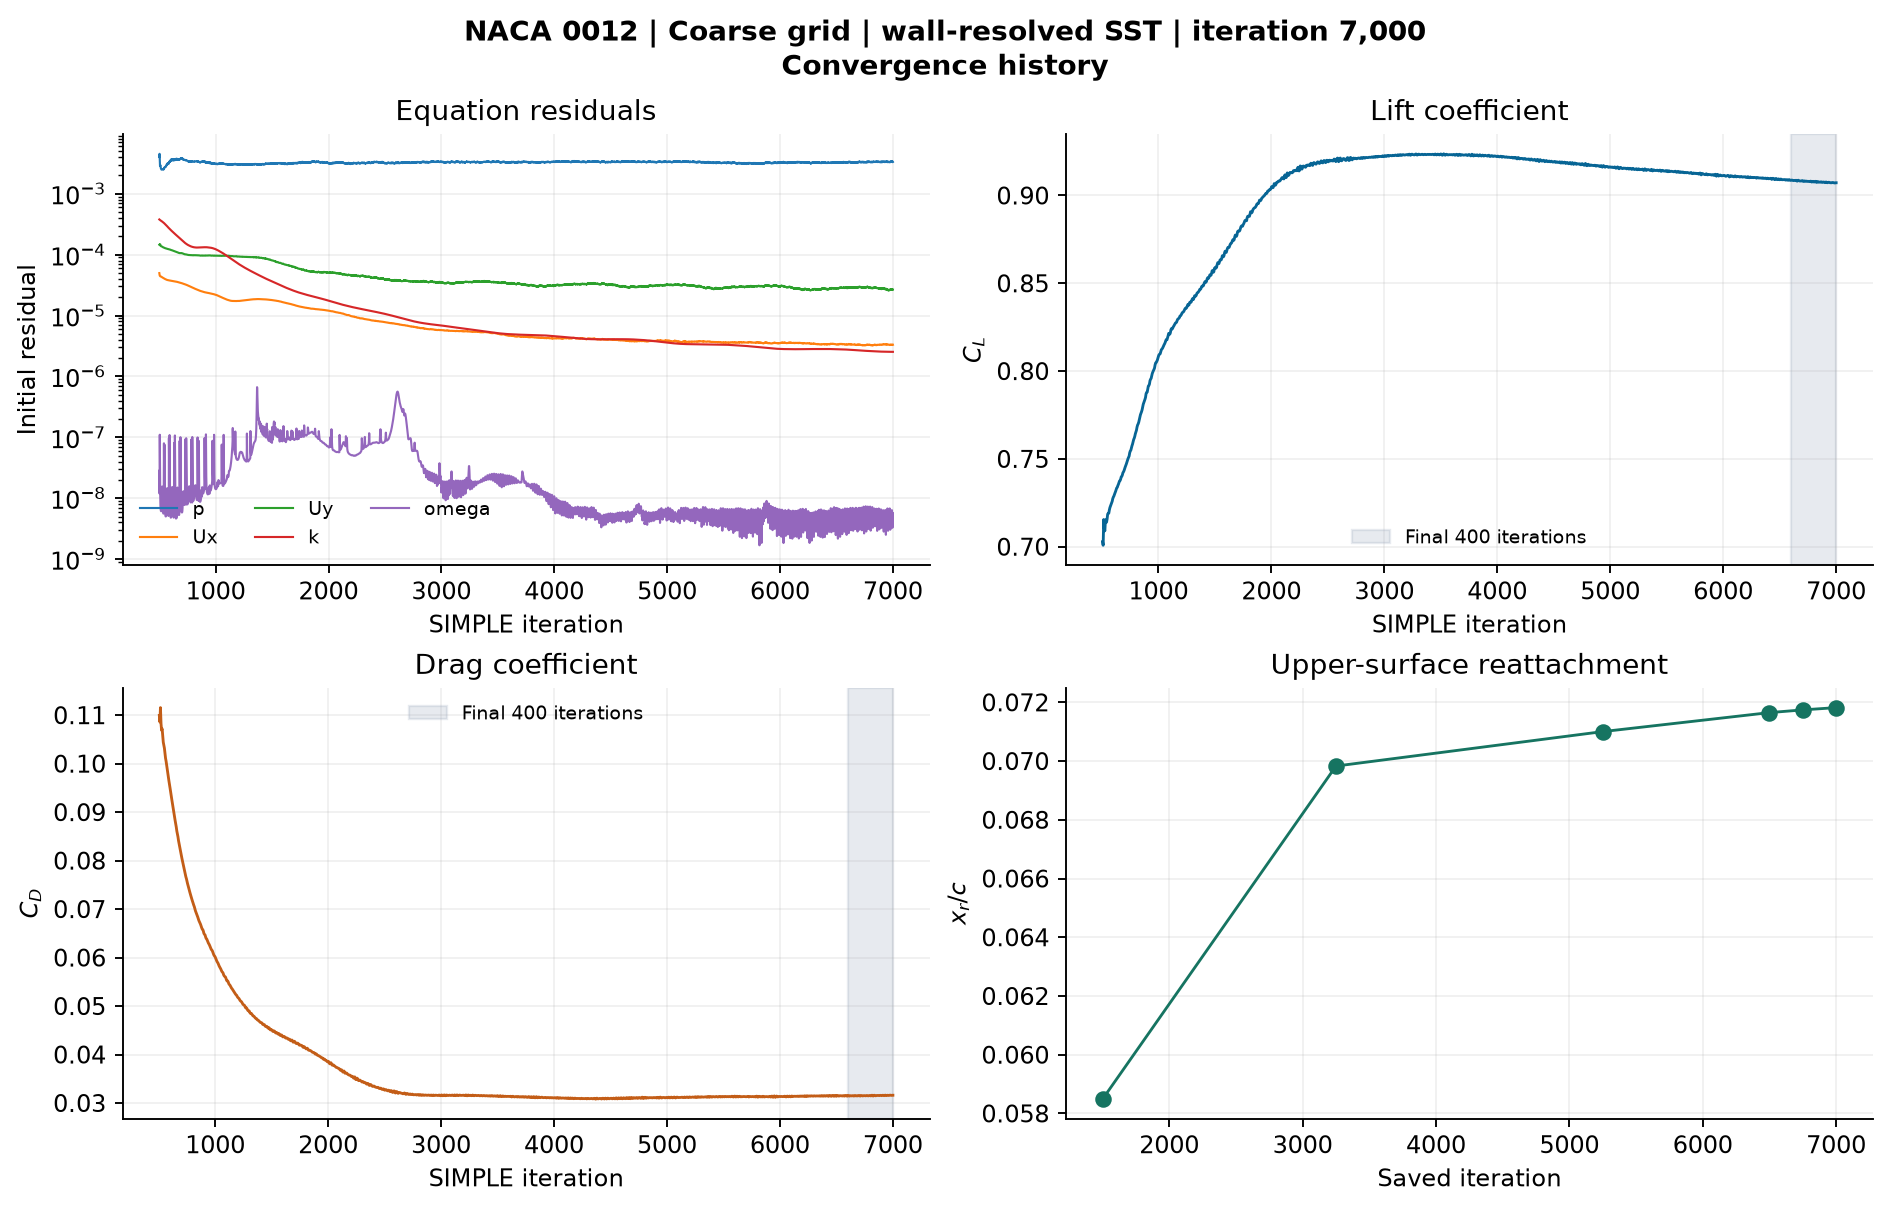 NACA 0012 | Coarse grid | wall-resolved SST | iteration 7,000
Convergence history
Equation residuals
Initial residual
10⁻³
10⁻⁴
10⁻⁵
10⁻⁶
10⁻⁷
10⁻⁸
10⁻⁹
p
Ux
Uy
k
omega
1000 2000 3000 4000 5000 6000 7000
SIMPLE iteration
Lift coefficient
C_L
0.90
0.85
0.80
0.75
0.70
Final 400 iterations
1000 2000 3000 4000 5000 6000 7000
SIMPLE iteration
Drag coefficient
C_D
0.11
0.10
0.09
0.08
0.07
0.06
0.05
0.04
0.03
Final 400 iterations
1000 2000 3000 4000 5000 6000 7000
SIMPLE iteration
Upper-surface reattachment
x_r/c
0.072
0.070
0.068
0.066
0.064
0.062
0.060
0.058
2000 3000 4000 5000 6000 7000
Saved iteration